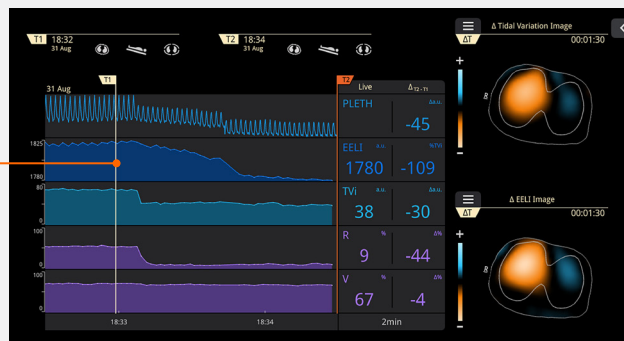 T1 18:32
31 Aug
T2 18:34
31 Aug
Δ Tidal Variation Image
ΔT 00:01:30
+
−
T1
31 Aug
T2 Live Δ T2 - T1
PLETH Δa.u.
-45
1825
1780
EELI a.u. %TVi
1780 -109
80
0
TVi a.u. Δa.u.
38 -30
100
0
R % Δ%
9 -44
100
0
V % Δ%
67 -4
18:33 18:34 2min
Δ EELI Image
ΔT 00:01:30
+
−